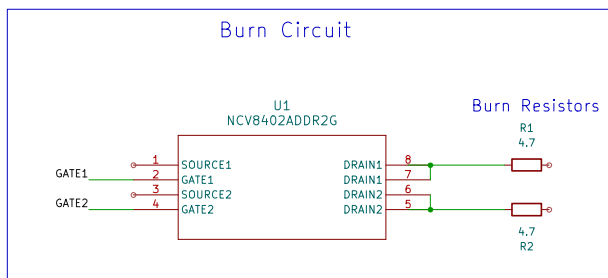 Burn Circuit
U1
NCV8402ADDR2G
Burn Resistors
R1
4.7
1 SOURCE1 DRAIN1 8
GATE1 2 GATE1 DRAIN1 7
3 SOURCE2 DRAIN2 6
GATE2 4 GATE2 DRAIN2 5
4.7
R2